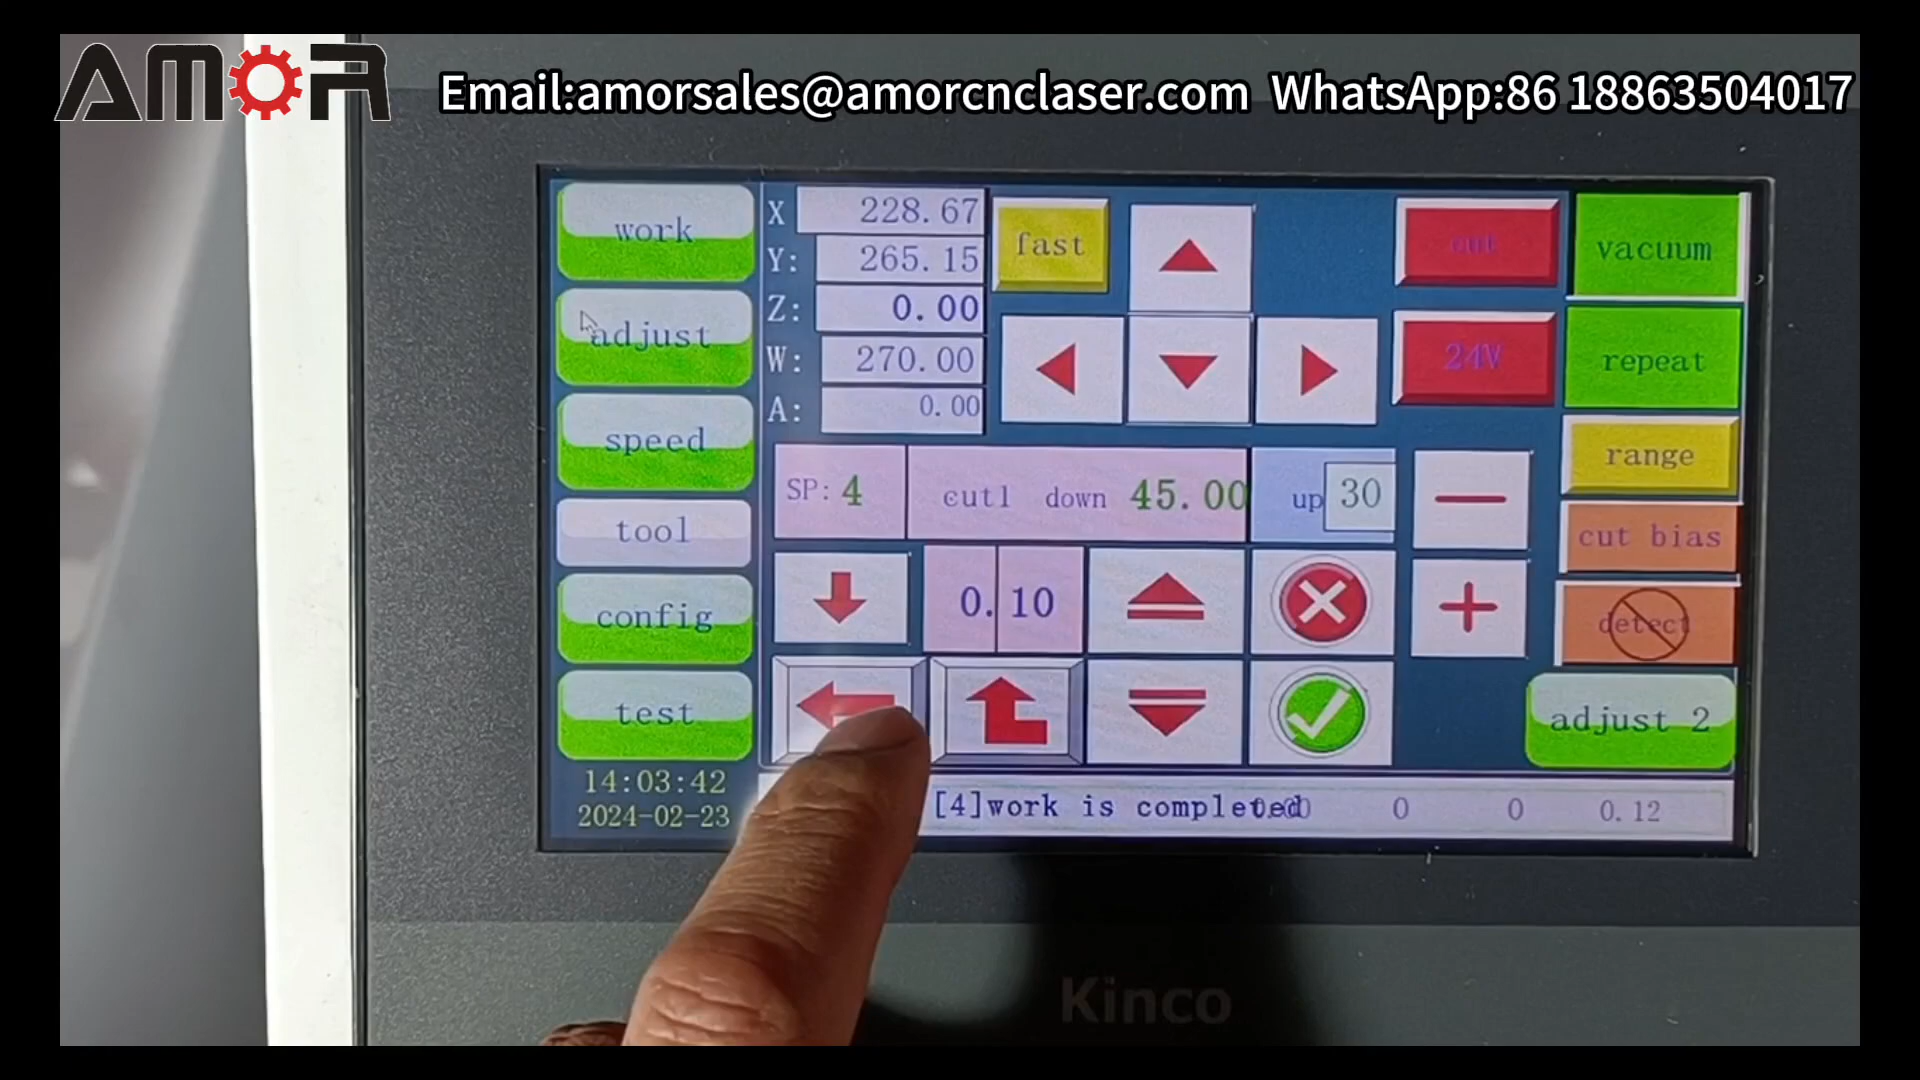 AMOR
Email:amorsales@amorcnclaser.com WhatsApp:86 18863504017
work
adjust
speed
tool
config
test
14:03:42
2024-02-23
X 228.67
Y: 265.15
Z: 0.00
W: 270.00
A: 0.00
fast
cut
24V
vacuum
repeat
range
cut bias
detect
adjust 2
SP: 4 cut1 down 45.00 up 30
0. 10
[4]work is completed 0 0 0.12
Kinco